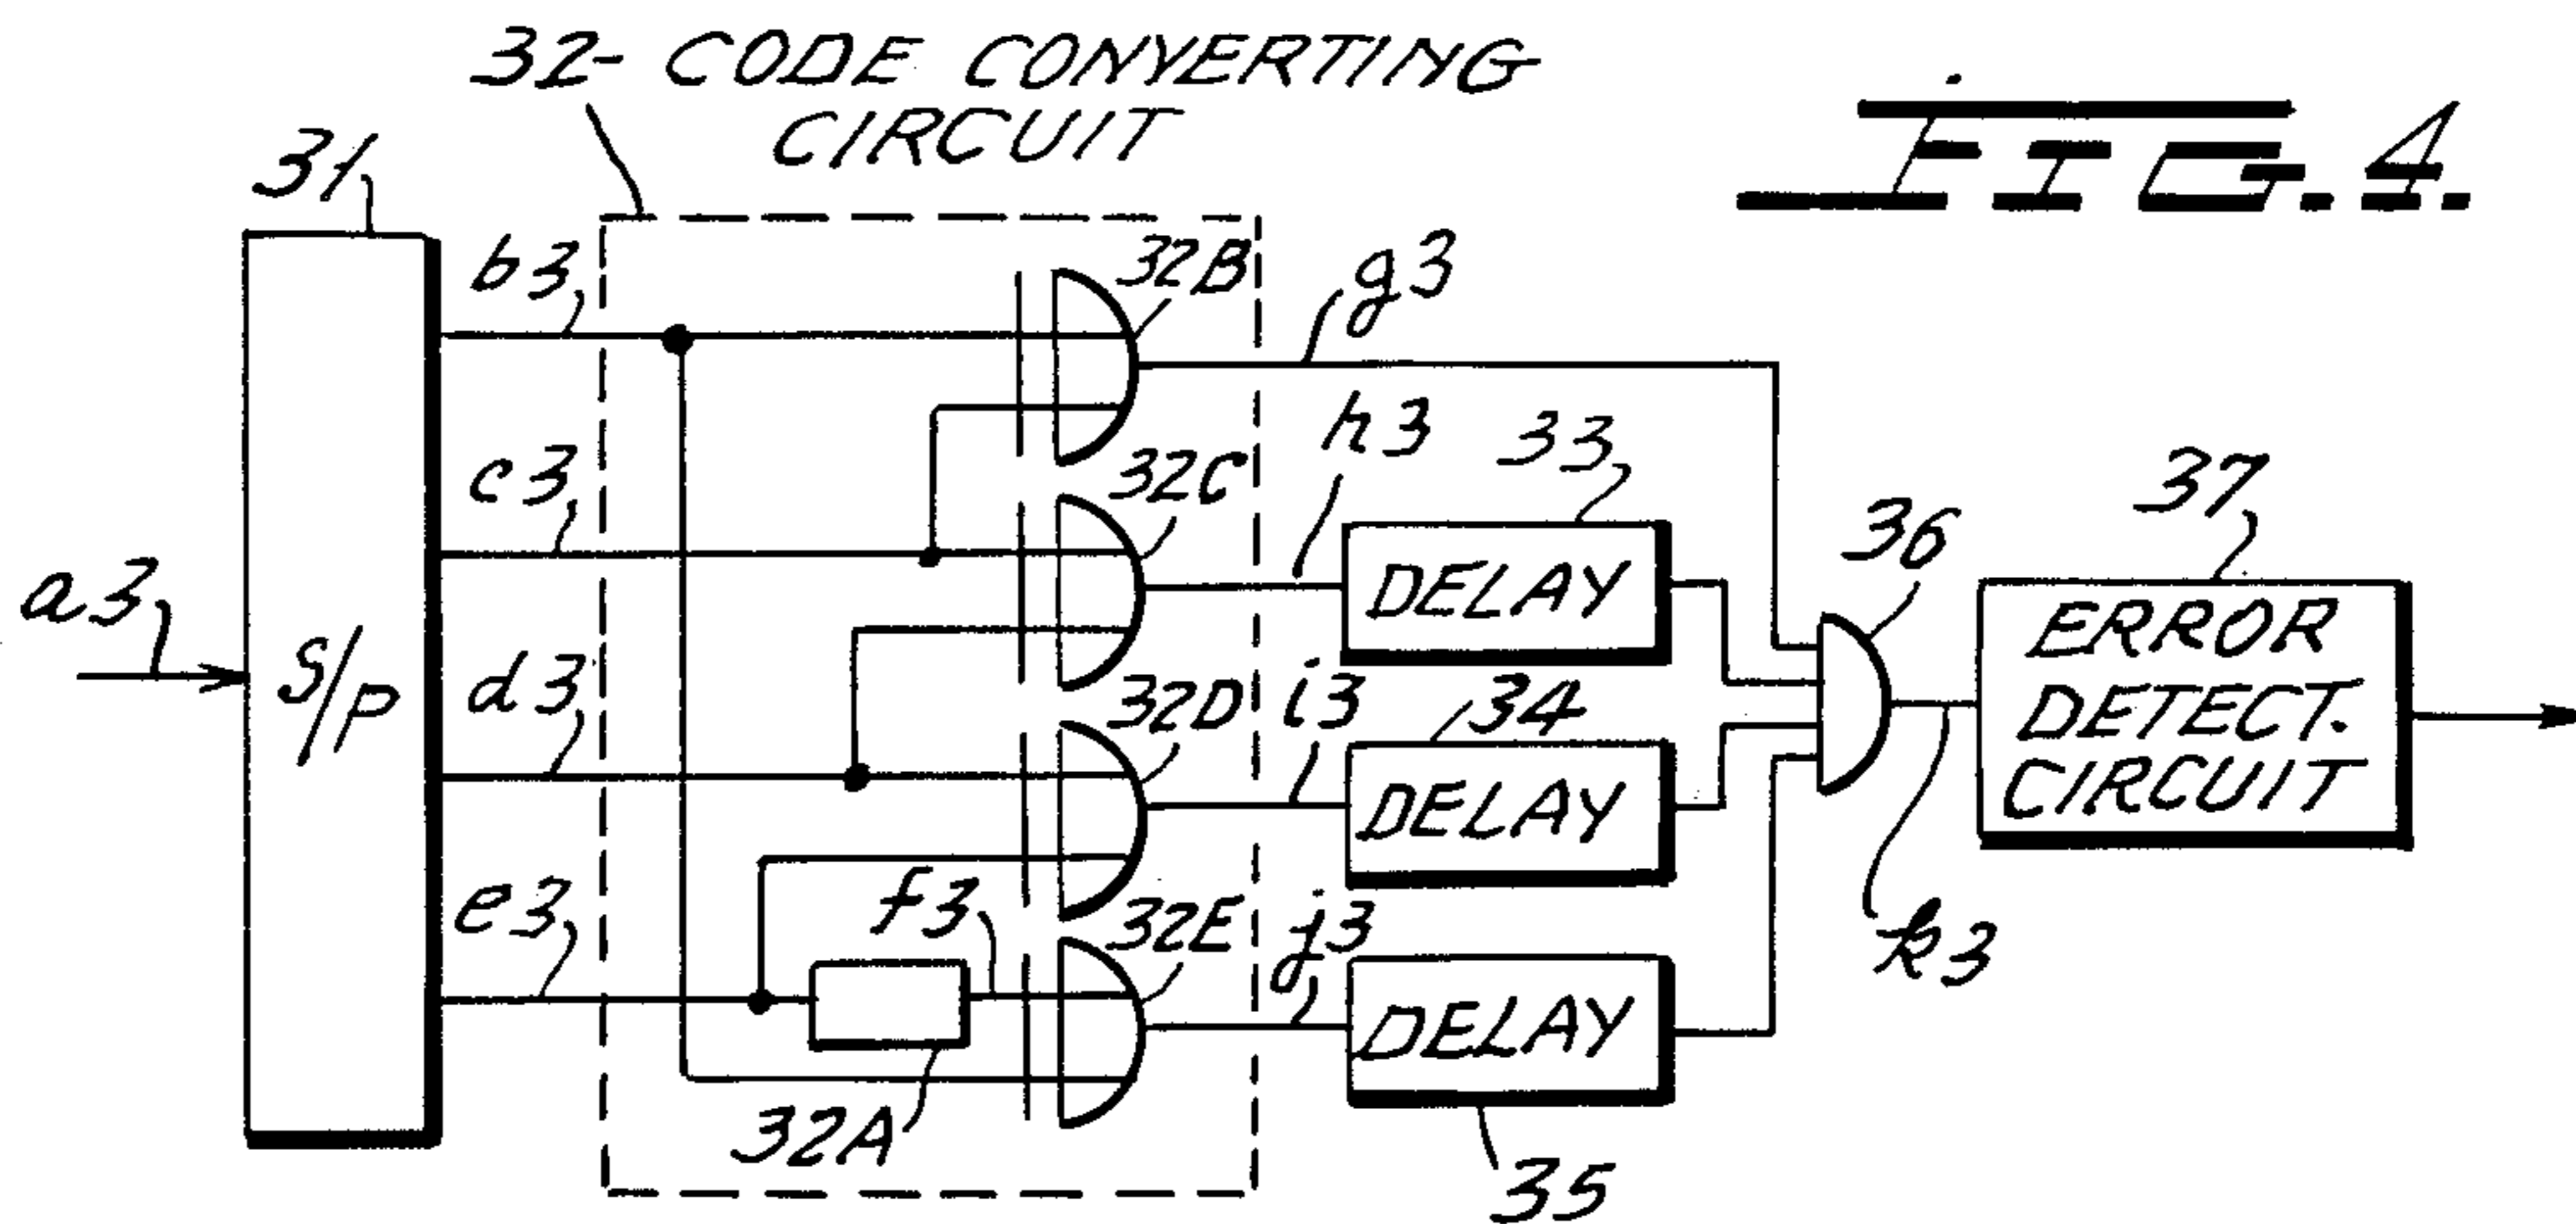 32- CODE CONVERTING
CIRCUIT
FIG. 4.
31
b3
32B
g3
c3
32C
h3
33
DELAY
a3
S/P
d3
32D
i3
34
DELAY
36
37
ERROR
DETECT.
CIRCUIT
k3
e3
f3
32E
j3
DELAY
32A
35